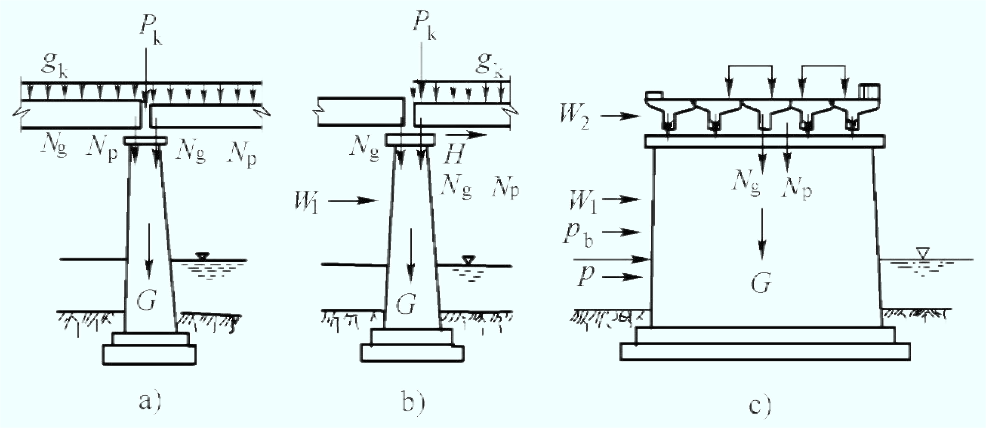 P_k
g_k
N_g N_p N_g N_p
G
a)
P_k
g_k
N_g H
N_g N_p
W_1
G
b)
W_2
N_g N_p
W_1
p_b
p
G
c)